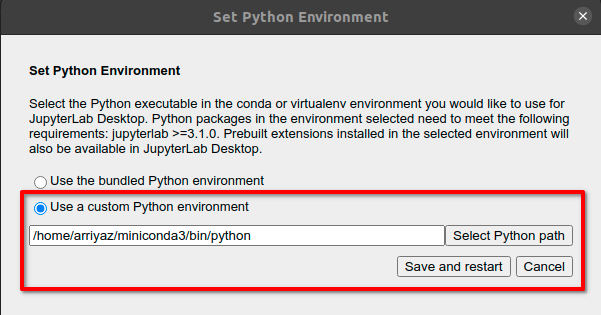 Set Python Environment
Set Python Environment
Select the Python executable in the conda or virtualenv environment you would like to use for
JupyterLab Desktop. Python packages in the environment selected need to meet the following
requirements: jupyterlab >=3.1.0. Prebuilt extensions installed in the selected environment will
also be available in JupyterLab Desktop.
Use the bundled Python environment
Use a custom Python environment
/home/arriyaz/miniconda3/bin/python Select Python path
Save and restart Cancel